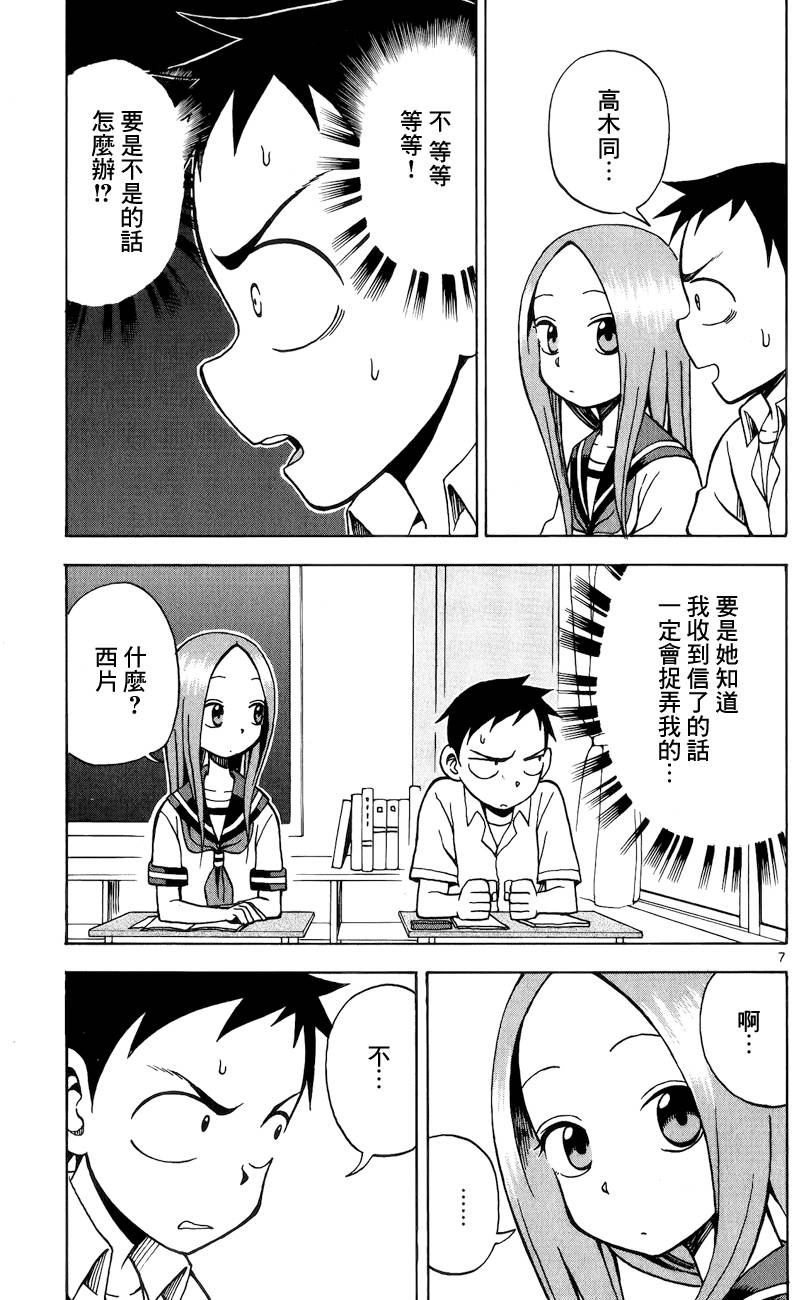 高木同…
不 等等
等等！
要是不是的話
怎麼辦!?
要是她知道
我收到信了的話
一定會捉弄我的…
什麼？
西片
7
啊…
……
不…